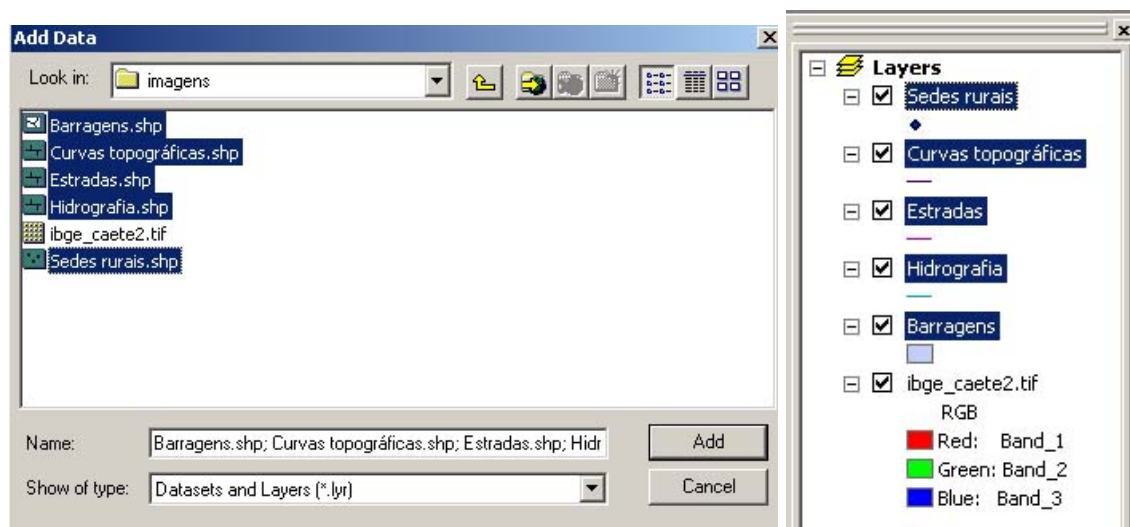 Add Data
Look in: imagens
Barragens.shp
Curvas topográficas.shp
Estradas.shp
Hidrografia.shp
ibge_caete2.tif
Sedes rurais.shp
Name: Barragens.shp; Curvas topográficas.shp; Estradas.shp; Hidr
Add
Show of type: Datasets and Layers (*.lyr)
Cancel
Layers
Sedes rurais
Curvas topográficas
Estradas
Hidrografia
Barragens
ibge_caete2.tif
RGB
Red: Band_1
Green: Band_2
Blue: Band_3